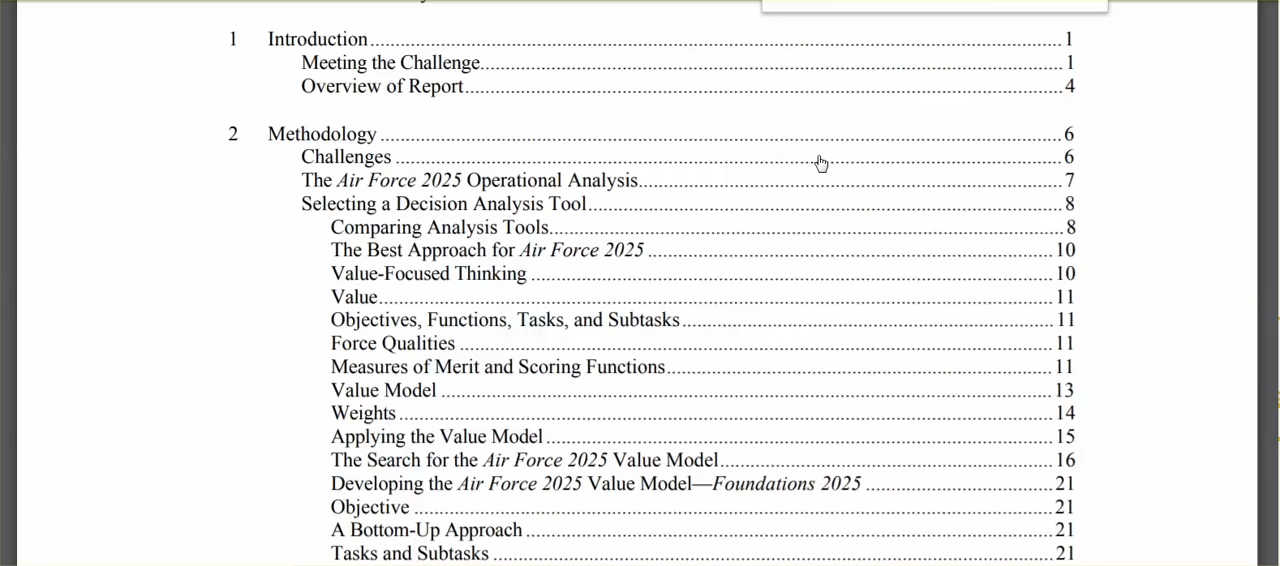 1 Introduction 1
Meeting the Challenge 1
Overview of Report 4
2 Methodology 6
Challenges 6
The Air Force 2025 Operational Analysis 7
Selecting a Decision Analysis Tool 8
Comparing Analysis Tools 8
The Best Approach for Air Force 2025 10
Value-Focused Thinking 10
Value 11
Objectives, Functions, Tasks, and Subtasks 11
Force Qualities 11
Measures of Merit and Scoring Functions 11
Value Model 13
Weights 14
Applying the Value Model 15
The Search for the Air Force 2025 Value Model 16
Developing the Air Force 2025 Value Model—Foundations 2025 21
Objective 21
A Bottom-Up Approach 21
Tasks and Subtasks 21